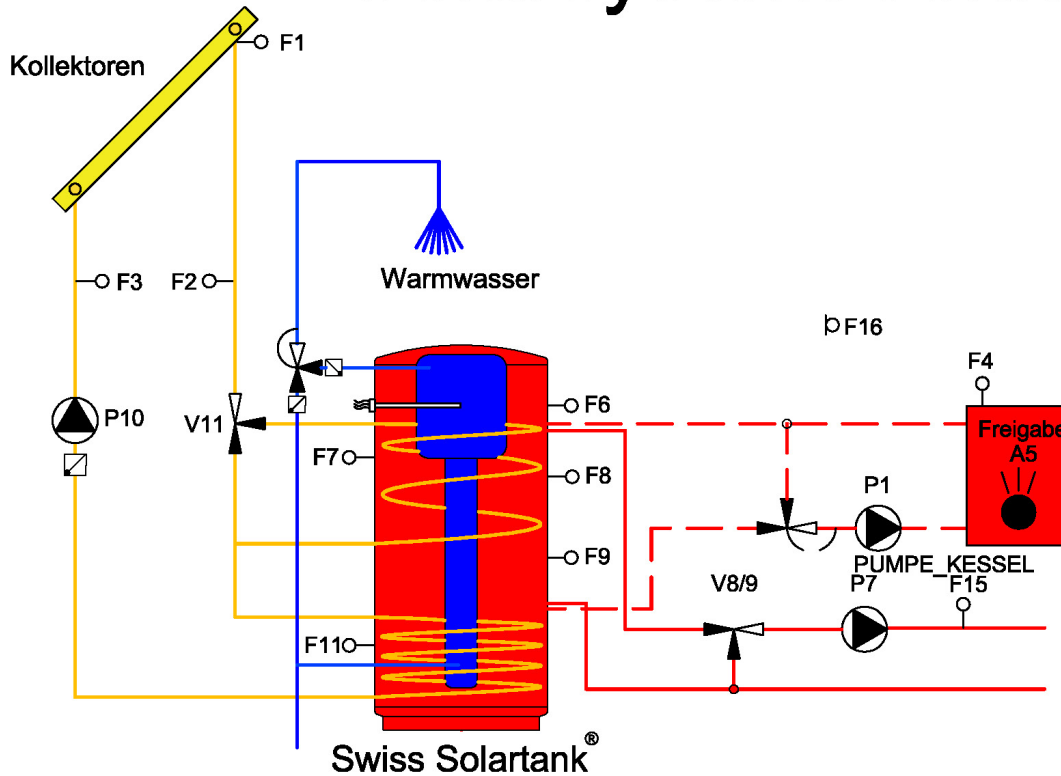 Kollektoren
F1
F3
F2
Warmwasser
F16
F4
P10
V11
F6
Freigabe
A5
F7
F8
P1
F9
PUMPE_KESSEL
V8/9
P7
F15
F11
Swiss Solartank®